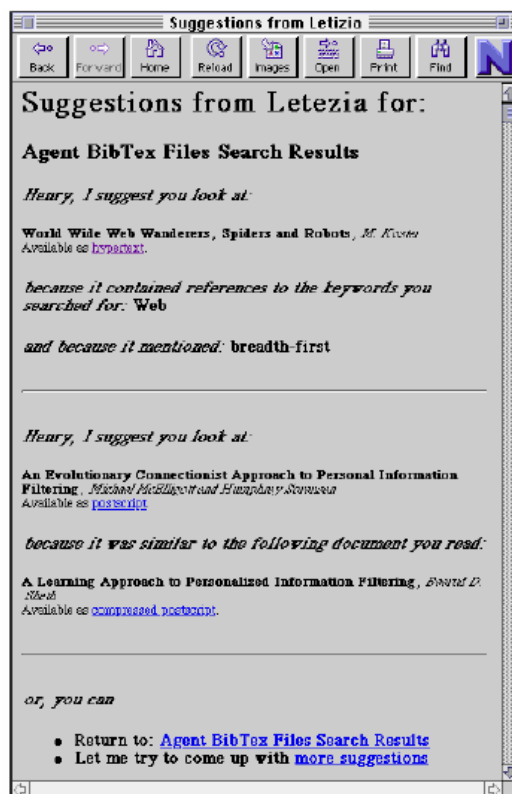 Suggestions from Letizio
Back Forward Home Reload Images Open Print Find N
Suggestions from Letezia for:
Agent BibTex Files Search Results
Henry, I suggest you look at:
World Wide Web Wanderers, Spiders and Robots, M. Koster
Available as hypertext.
because it contained references to the keywords you
searched for: Web
and because it mentioned: breadth-first
Henry, I suggest you look at:
An Evolutionary Connectionist Approach to Personal Information
Filtering, Michael McElligott and Humphrey Sorensen
Available as postscript
because it was similar to the following document you read:
A Learning Approach to Personalized Information Filtering, D.
Sheth
Available as compressed postscript.
or, you can
• Return to: Agent BibTex Files Search Results
• Let me try to come up with more suggestions